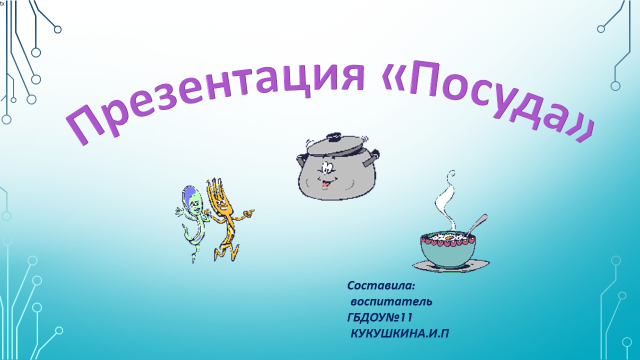 Презентация «Посуда»
Составила:
воспитатель
ГБДОУ№11
КУКУШКИНА.И.П